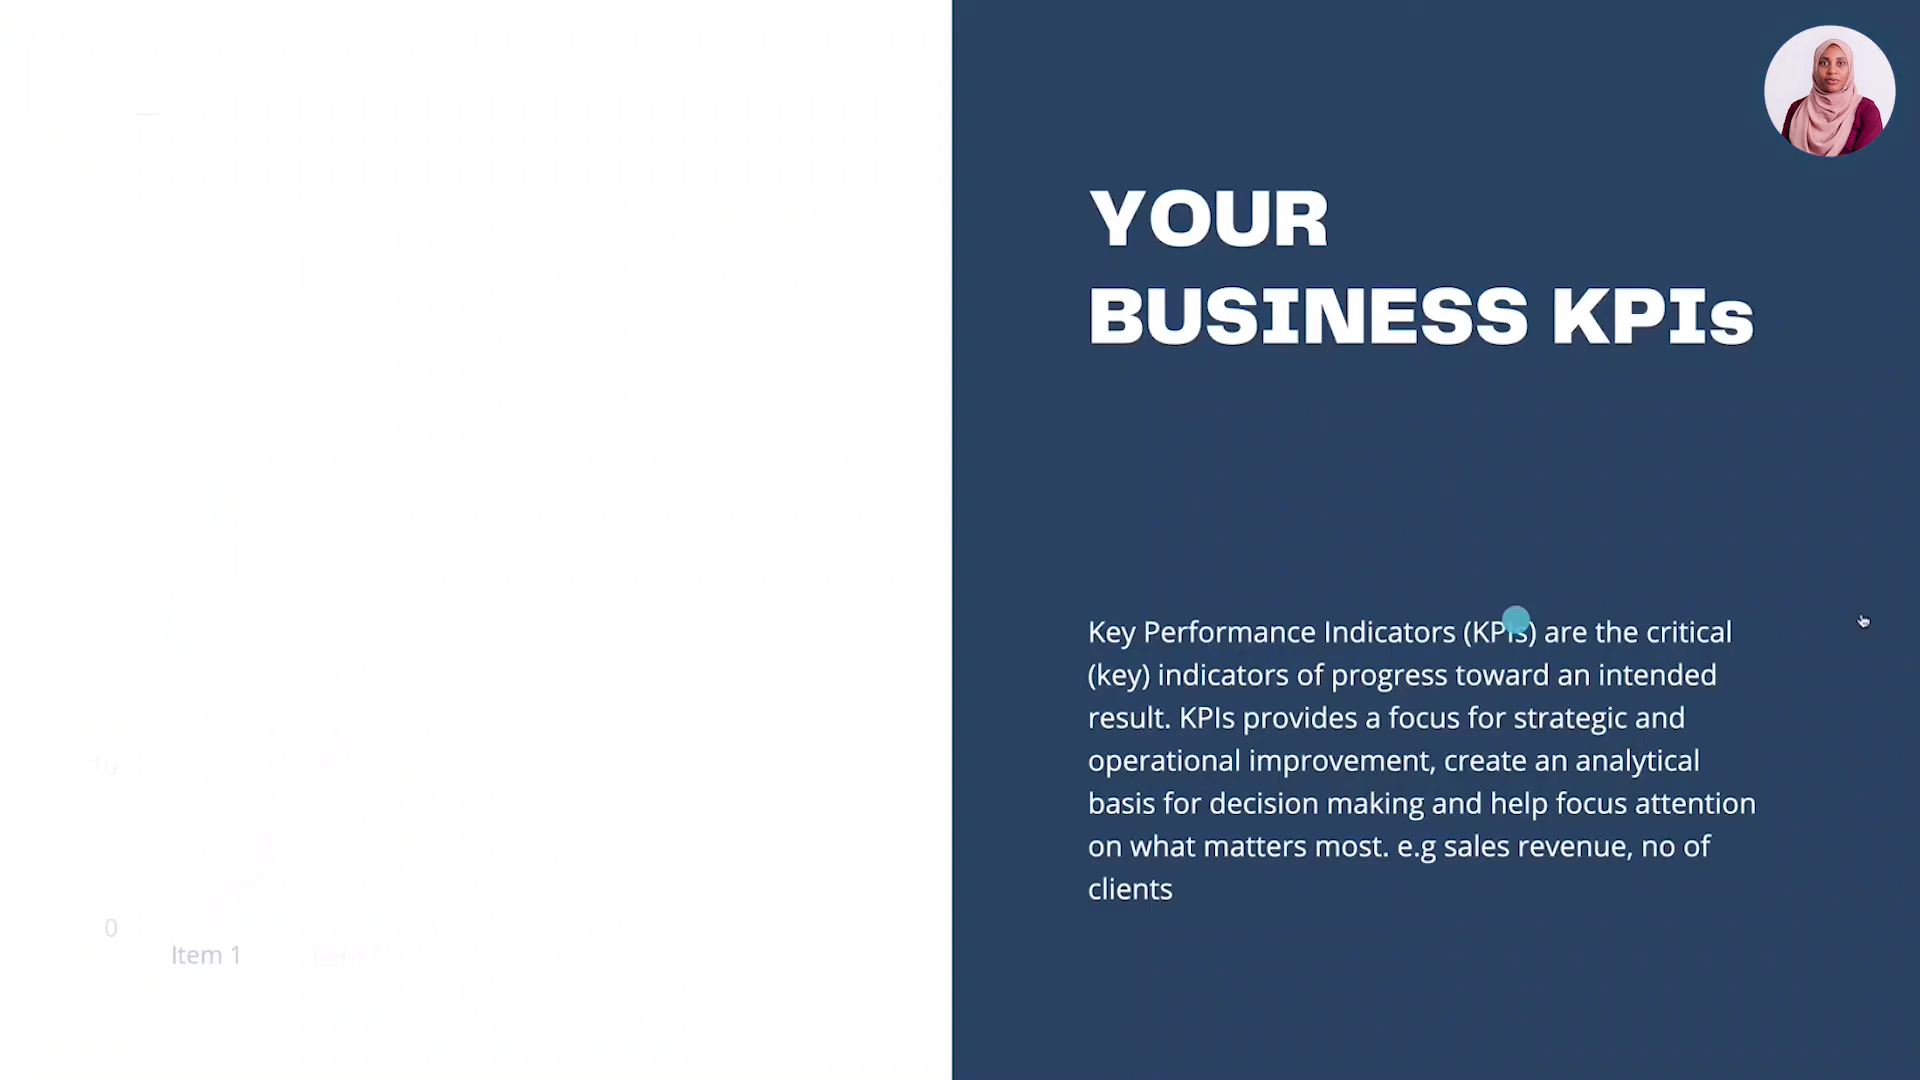 YOUR
BUSINESS KPIs
Key Performance Indicators (KPIs) are the critical
(key) indicators of progress toward an intended
result. KPIs provides a focus for strategic and
operational improvement, create an analytical
basis for decision making and help focus attention
on what matters most. e.g sales revenue, no of
clients
0
Item 1